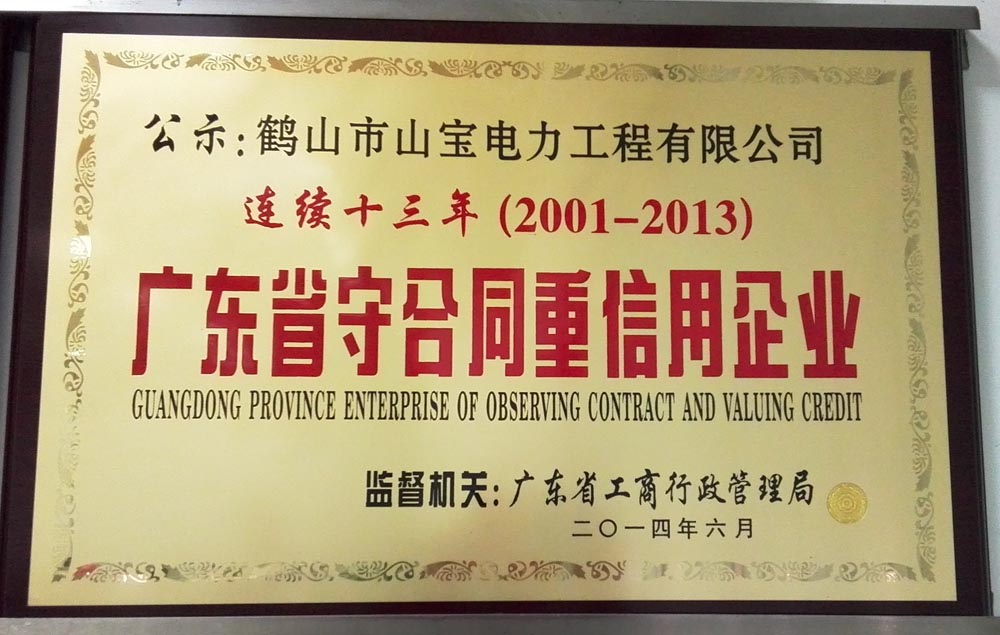 公示:鹤山市山宝电力工程有限公司
连续十三年(2001-2013)
广东省守合同重信用企业
GUANGDONG PROVINCE ENTERPRISE OF OBSERVING CONTRACT AND VALUING CREDIT
监督机关:广东省工商行政管理局
二〇一四年六月